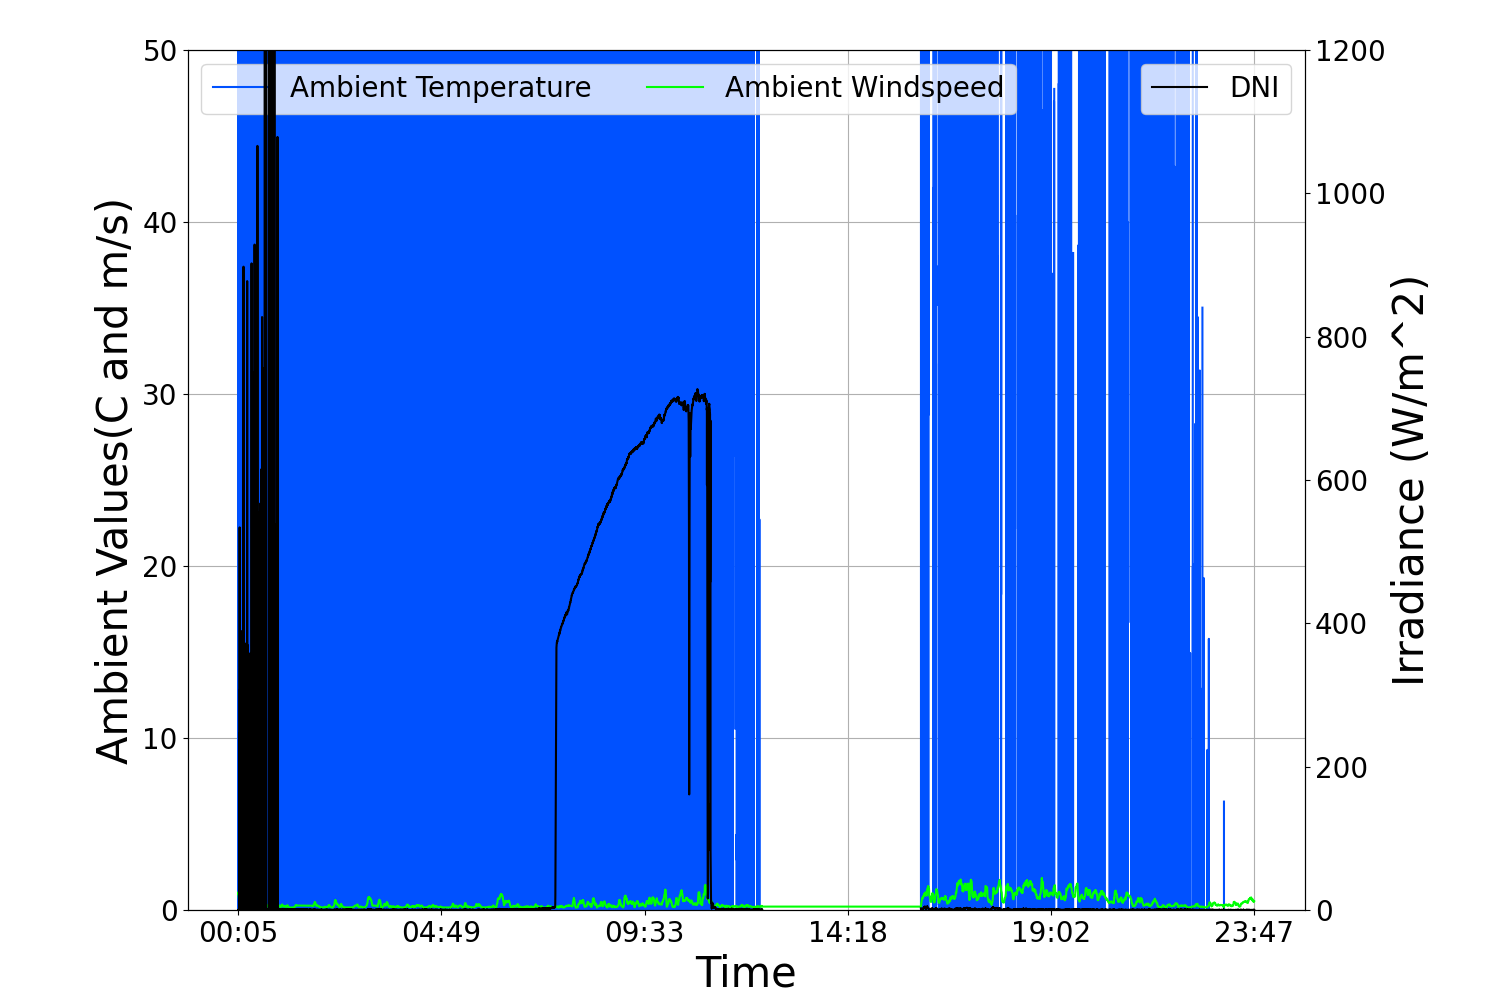 Ambient Temperature Ambient Windspeed DNI
Ambient Values(C and m/s)
50
40
30
20
10
0
1200
1000
800
600
400
200
0
Irradiance (W/m^2)
00:05 04:49 09:33 14:18 19:02 23:47
Time